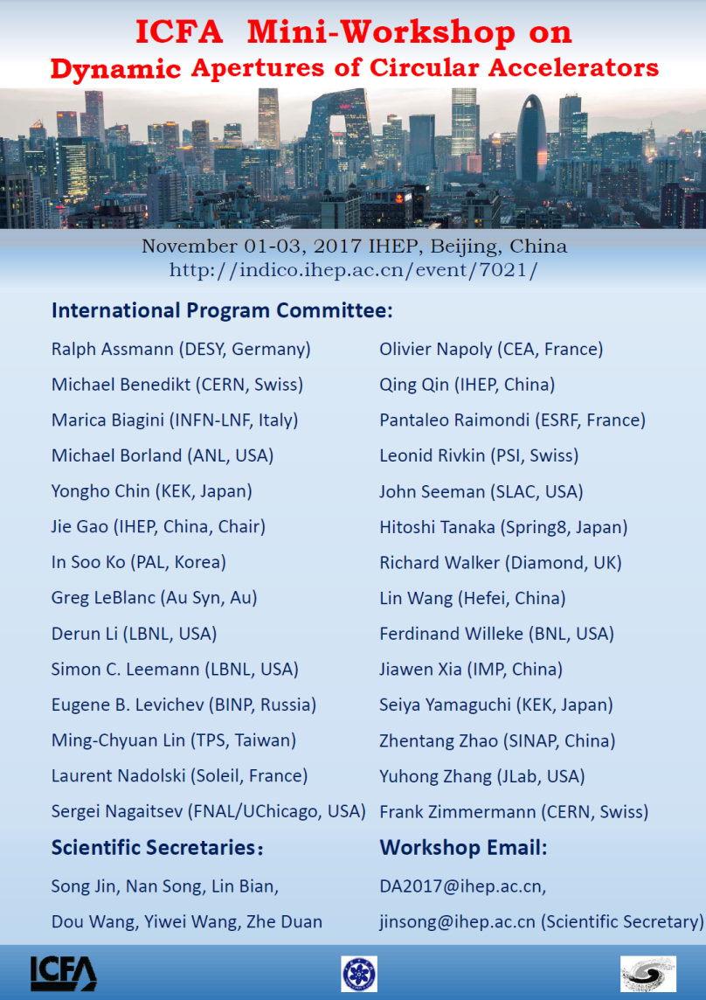 ICFA Mini-Workshop on
Dynamic Apertures of Circular Accelerators
November 01-03, 2017 IHEP, Beijing, China
http://indico.ihep.ac.cn/event/7021/
International Program Committee:
Ralph Assmann (DESY, Germany)
Michael Benedikt (CERN, Swiss)
Marica Biagini (INFN-LNF, Italy)
Michael Borland (ANL, USA)
Yongho Chin (KEK, Japan)
Jie Gao (IHEP, China, Chair)
In Soo Ko (PAL, Korea)
Greg LeBlanc (Au Syn, Au)
Derun Li (LBNL, USA)
Simon C. Leemann (LBNL, USA)
Eugene B. Levichev (BINP, Russia)
Ming-Chyuan Lin (TPS, Taiwan)
Laurent Nadolski (Soleil, France)
Sergei Nagaitsev (FNAL/UChicago, USA)
Olivier Napoly (CEA, France)
Qing Qin (IHEP, China)
Pantaleo Raimondi (ESRF, France)
Leonid Rivkin (PSI, Swiss)
John Seeman (SLAC, USA)
Hitoshi Tanaka (Spring8, Japan)
Richard Walker (Diamond, UK)
Lin Wang (Hefei, China)
Ferdinand Willeke (BNL, USA)
Jiawen Xia (IMP, China)
Seiya Yamaguchi (KEK, Japan)
Zhentang Zhao (SINAP, China)
Yuhong Zhang (JLab, USA)
Frank Zimmermann (CERN, Swiss)
Scientific Secretaries：
Song Jin, Nan Song, Lin Bian,
Dou Wang, Yiwei Wang, Zhe Duan
Workshop Email:
DA2017@ihep.ac.cn,
jinsong@ihep.ac.cn (Scientific Secretary)
ICFA